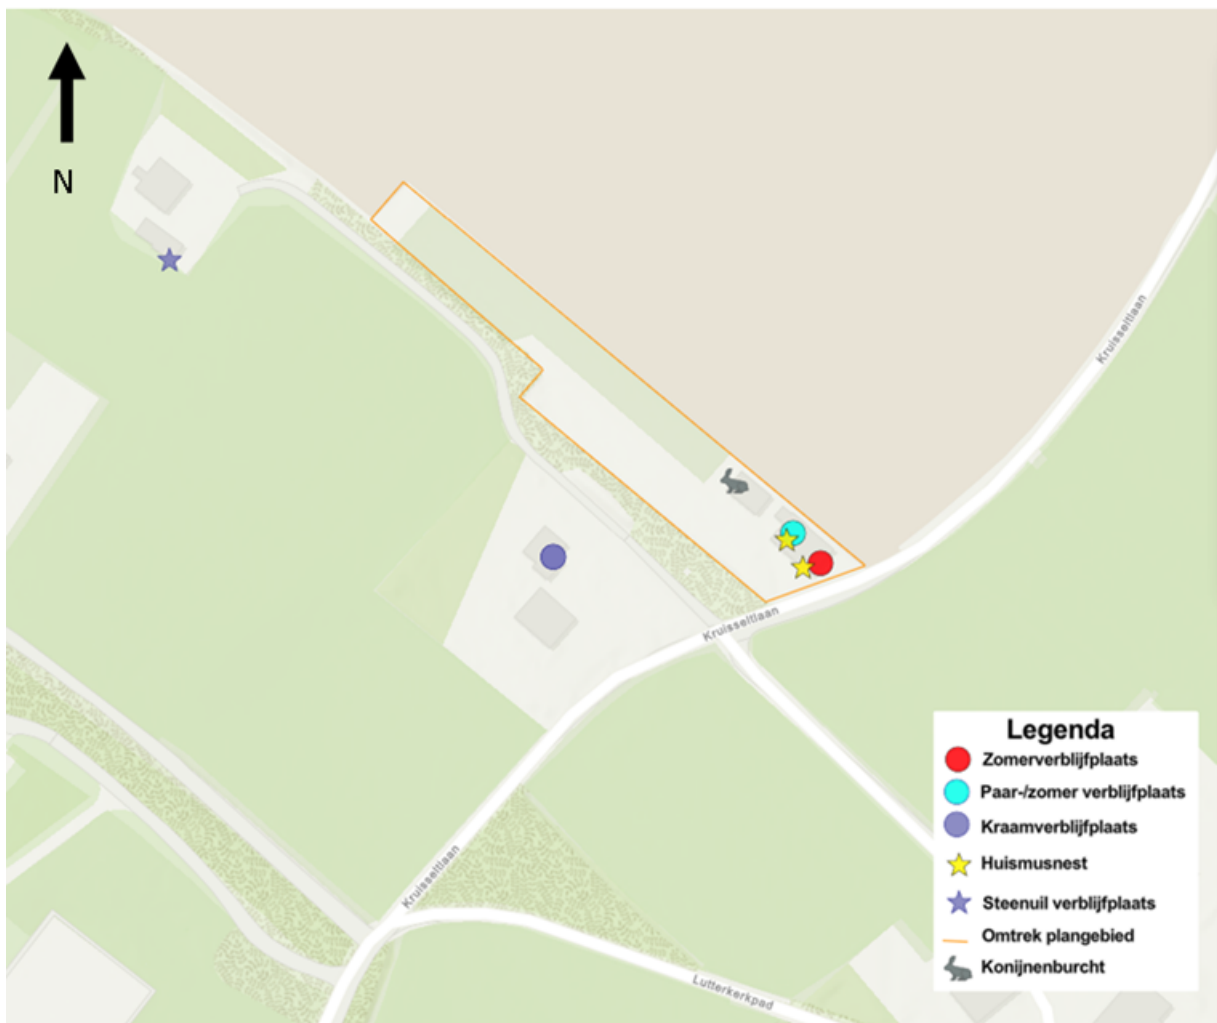 N
Kruisseltlaan
Kruisseltlaan
Kruisseltlaan
Lutterkerkpad
Legenda
Zomerverblijfplaats
Paar-/zomer verblijfplaats
Kraamverblijfplaats
Huismusnest
Steenuil verblijfplaats
Omtrek plangebied
Konijnenburcht